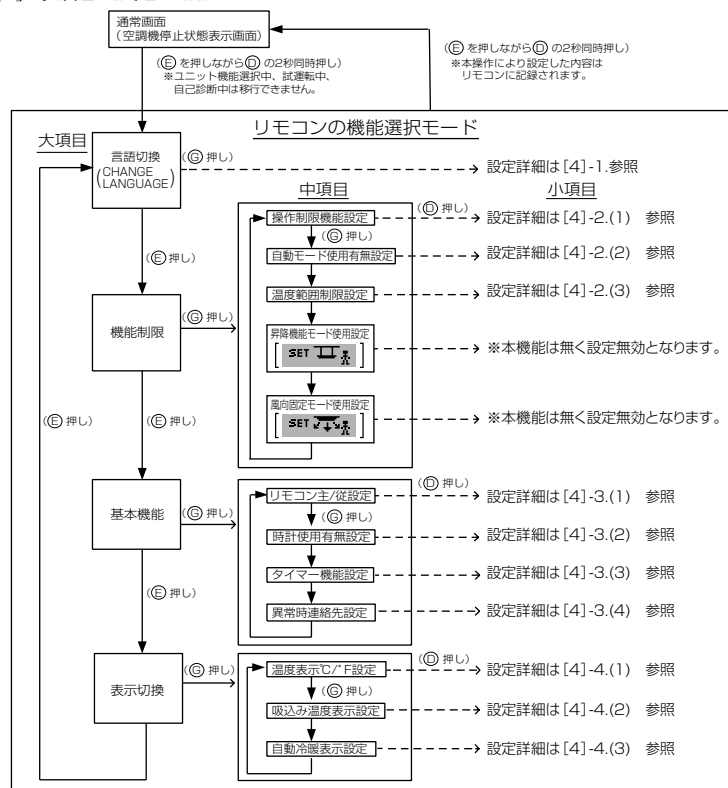 通常画面
(空調機停止状態表示画面)
(Ⓔ を押しながらⒹ の2秒同時押し)
※ユニット機能選択中、試運転中、
自己診断中は移行できません。
(Ⓔ を押しながらⒹ の2秒同時押し)
※本操作により設定した内容は
リモコンに記録されます。
リモコンの機能選択モード
大項目
言語切換
(CHANGE
LANGUAGE)
(Ⓖ 押し)
設定詳細は[4]-1.参照
中項目
小項目
(Ⓔ 押し)
操作制限機能設定
(Ⓓ 押し)
設定詳細は[4]-2.(1) 参照
(Ⓖ 押し)
自動モード使用有無設定
設定詳細は[4]-2.(2) 参照
温度範囲制限設定
設定詳細は[4]-2.(3) 参照
機能制限
(Ⓖ 押し)
昇降機能モード使用設定
[SET]
※本機能は無く設定無効となります。
風向固定モード使用設定
[SET]
※本機能は無く設定無効となります。
(Ⓔ 押し)
(Ⓔ 押し)
基本機能
(Ⓖ 押し)
リモコン主/従設定
(Ⓓ 押し)
設定詳細は[4]-3.(1) 参照
(Ⓖ 押し)
時計使用有無設定
設定詳細は[4]-3.(2) 参照
タイマー機能設定
設定詳細は[4]-3.(3) 参照
異常時連絡先設定
設定詳細は[4]-3.(4) 参照
(Ⓔ 押し)
表示切換
(Ⓖ 押し)
温度表示℃/°F設定
(Ⓓ 押し)
設定詳細は[4]-4.(1) 参照
(Ⓖ 押し)
吸込み温度表示設定
設定詳細は[4]-4.(2) 参照
自動冷暖表示設定
設定詳細は[4]-4.(3) 参照